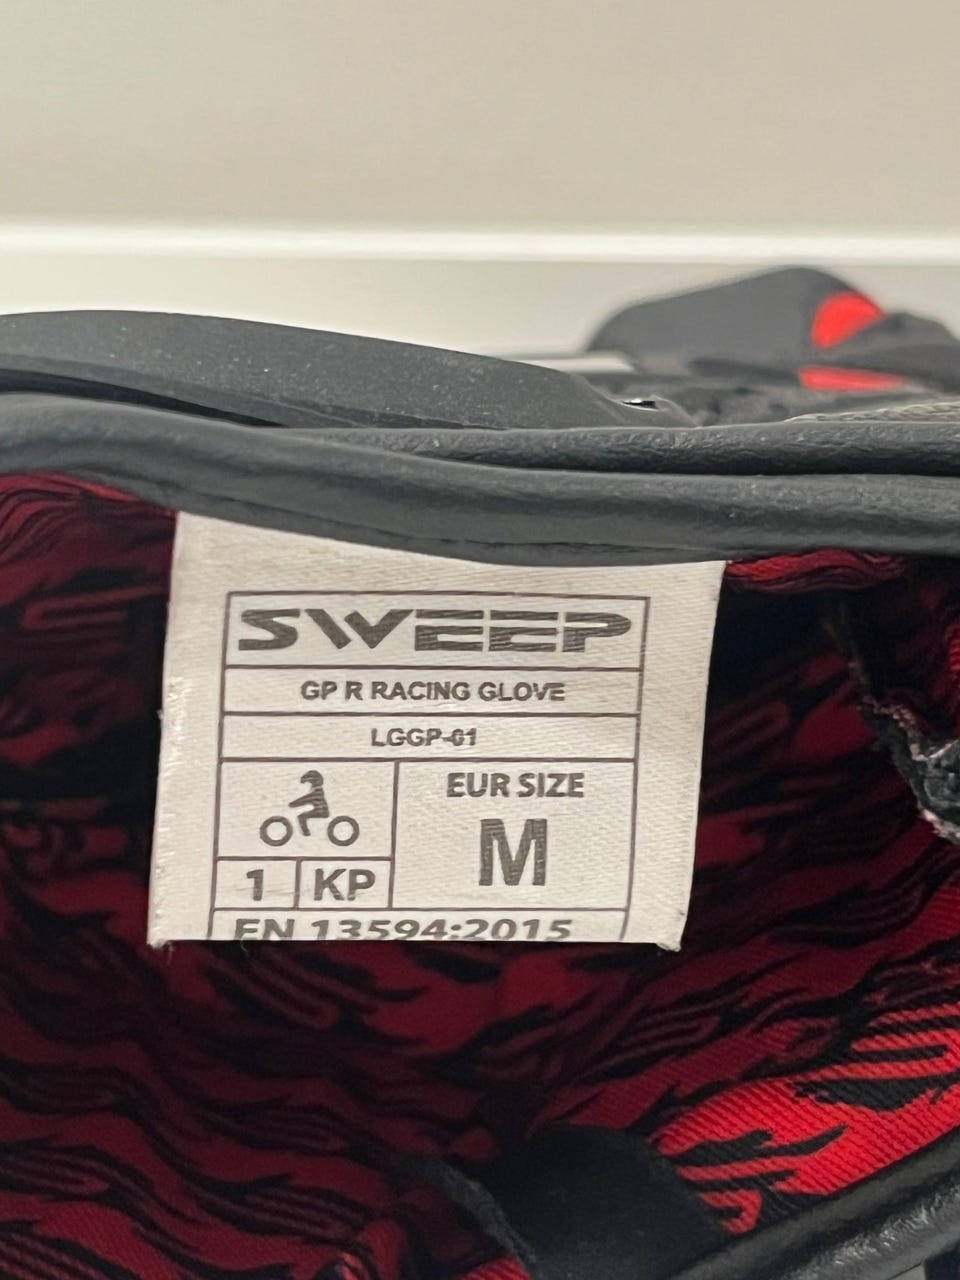 SWEEP
GP R RACING GLOVE
LGGP-01
EUR SIZE
M
1 KP
EN 13594:2015